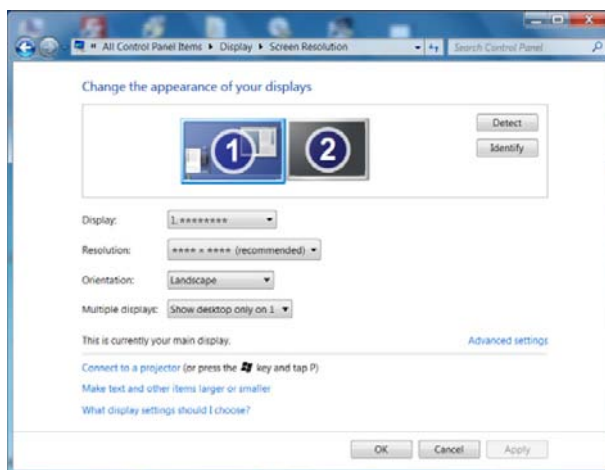 « All Control Panel Items ▸ Display ▸ Screen Resolution
Search Control Panel
Change the appearance of your displays
1
2
Detect
Identify
Display: 1. ********
Resolution: **** × **** (recommended)
Orientation: Landscape
Multiple displays: Show desktop only on 1
This is currently your main display.
Advanced settings
Connect to a projector (or press the key and tap P)
Make text and other items larger or smaller
What display settings should I choose?
OK Cancel Apply